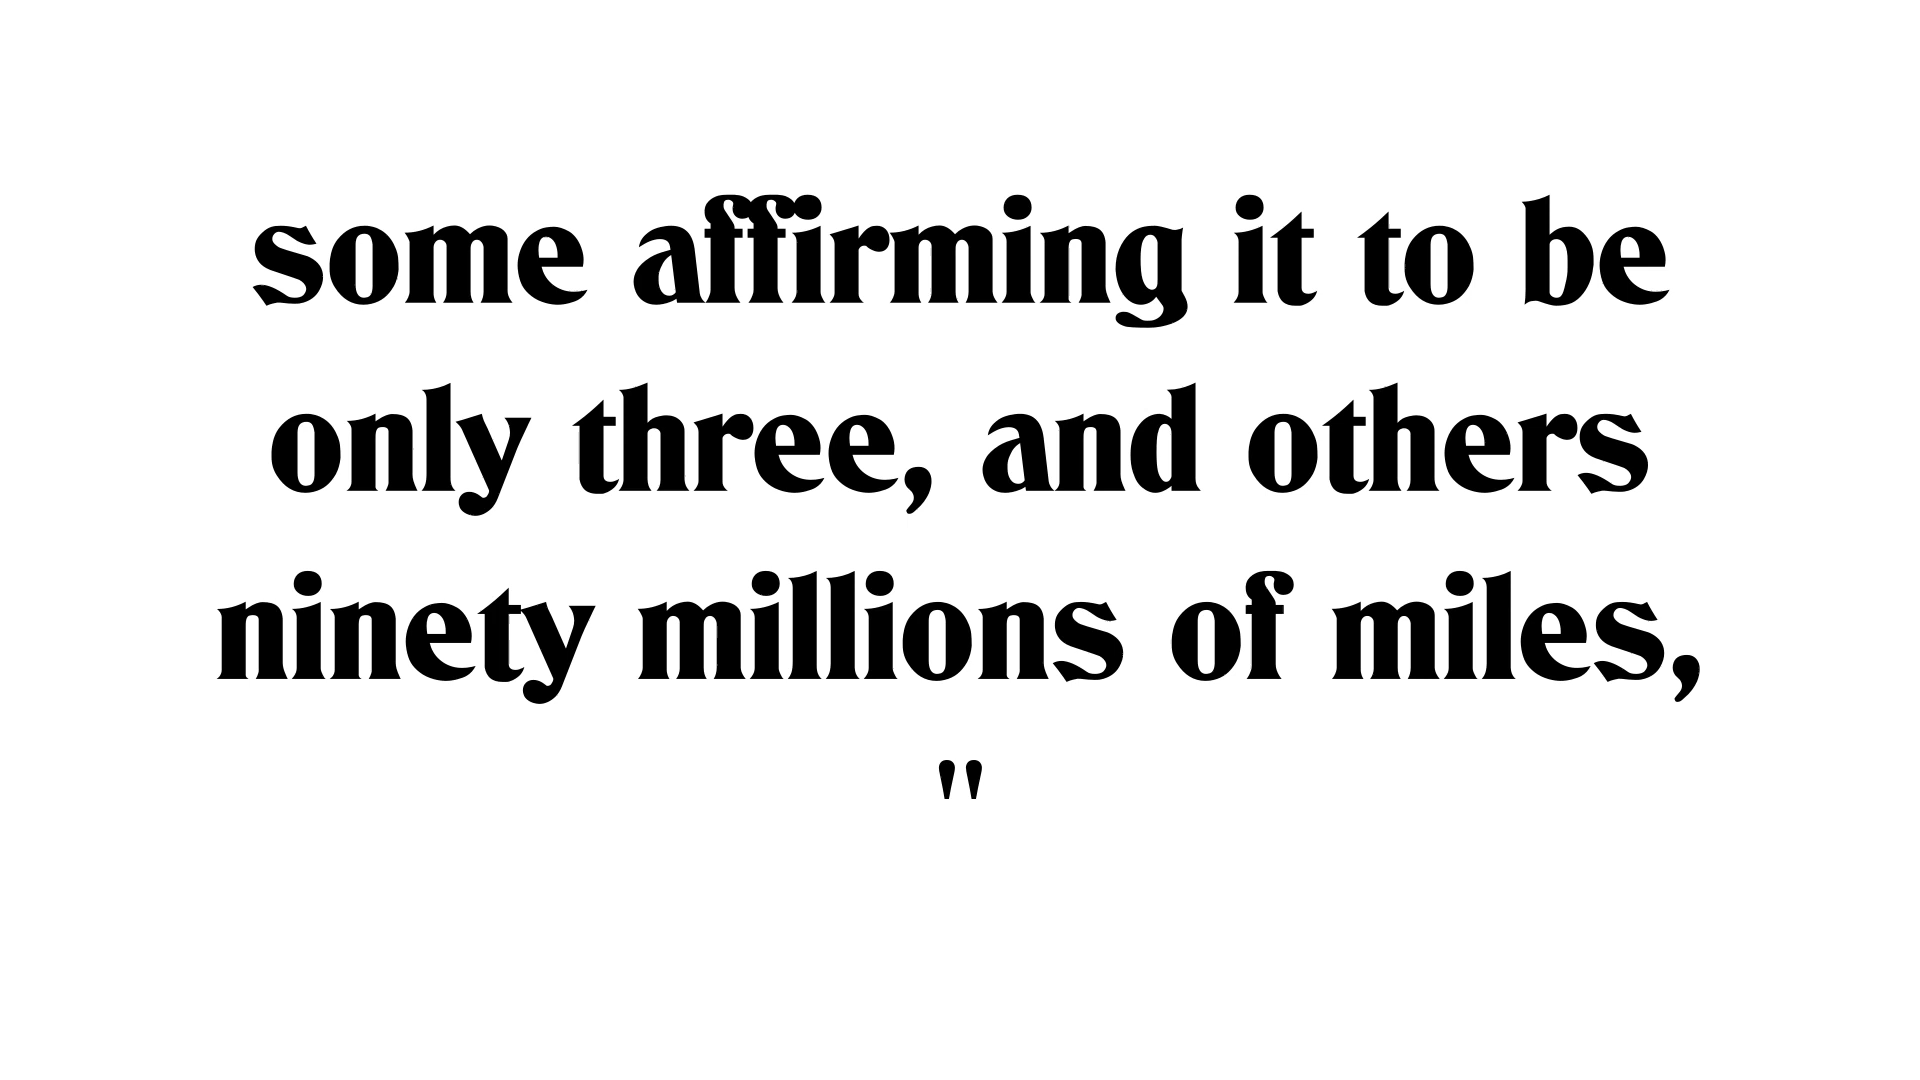 some affirming it to be
only three, and others
ninety millions of miles,
"